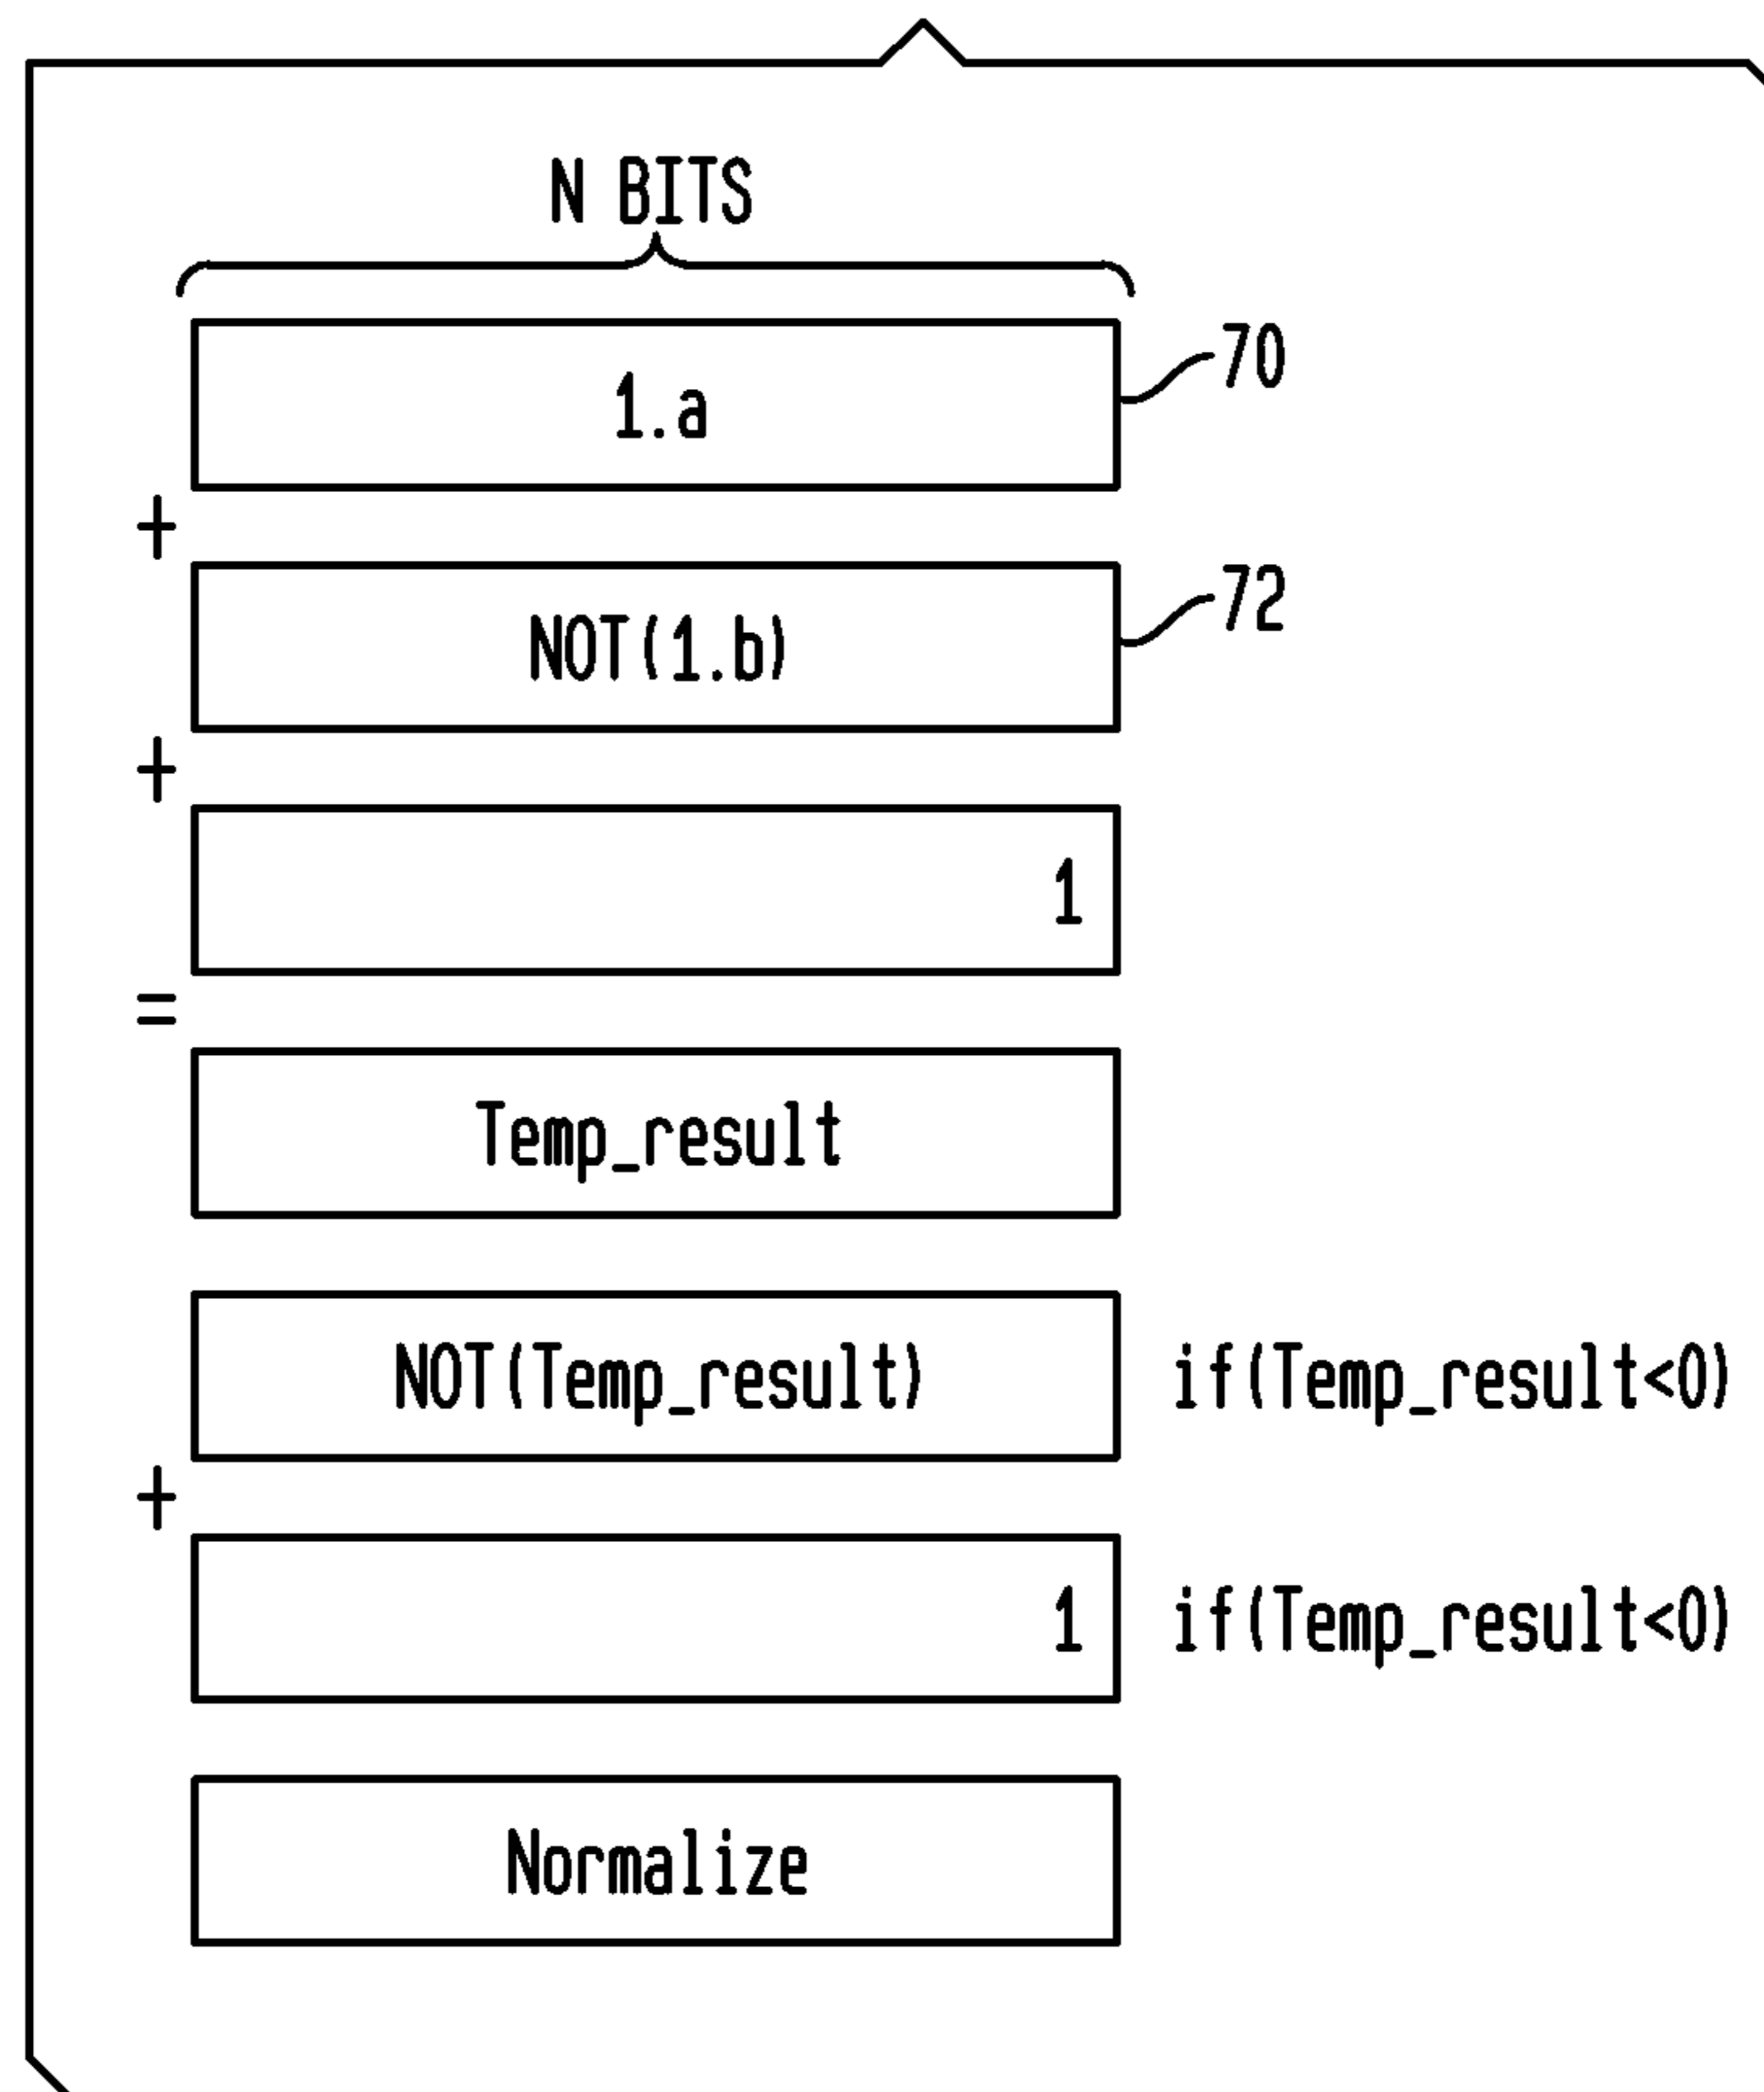 N BITS
1.a
70
+
NOT(1.b)
72
+
1
=
Temp_result
NOT(Temp_result) if(Temp_result<0)
+
1 if(Temp_result<0)
Normalize